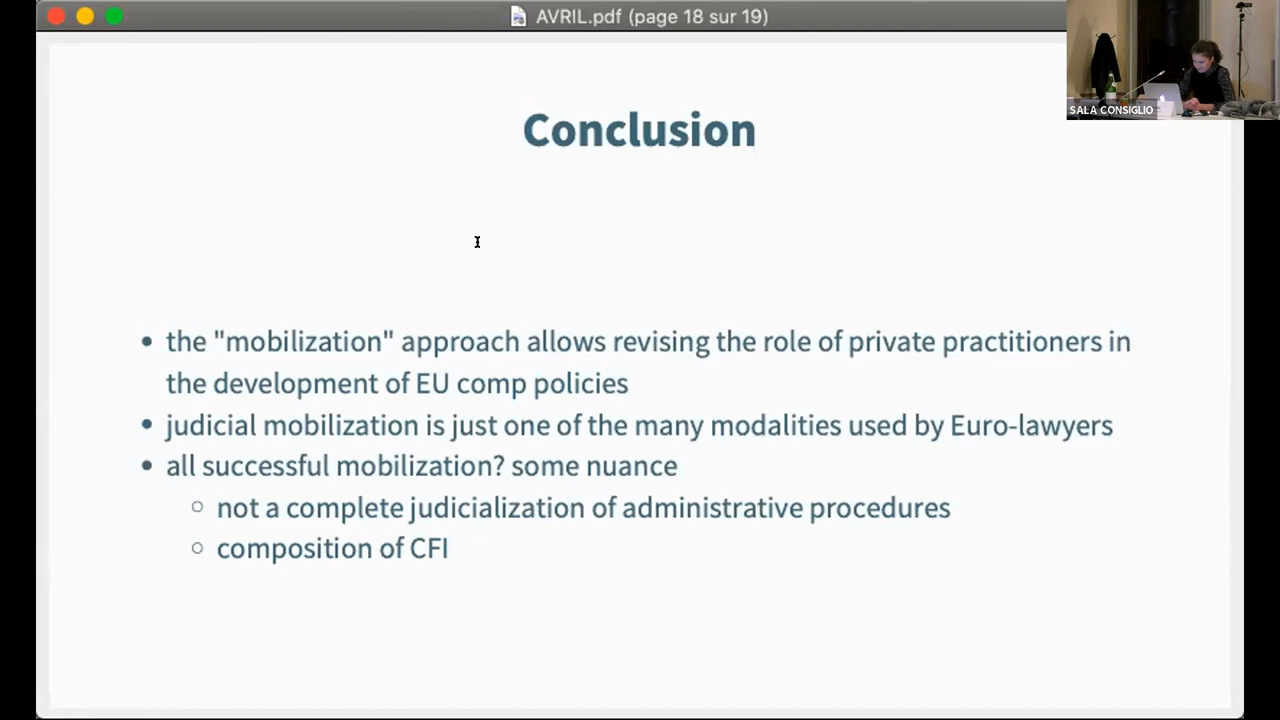 AVRIL.pdf (page 18 sur 19)
SALA CONSIGLIO
Conclusion
• the "mobilization" approach allows revising the role of private practitioners in
the development of EU comp policies
• judicial mobilization is just one of the many modalities used by Euro-lawyers
• all successful mobilization? some nuance
○ not a complete judicialization of administrative procedures
○ composition of CFI